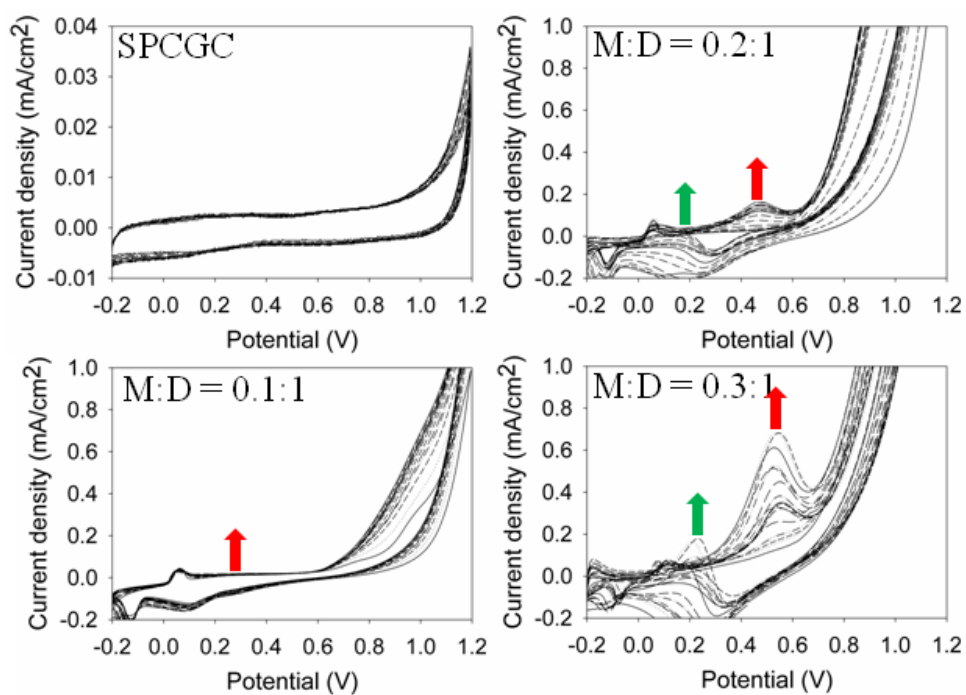 SPCGC
Current density (mA/cm2)
0.04
0.03
0.02
0.01
0.00
-0.01
-0.2 0.0 0.2 0.4 0.6 0.8 1.0 1.2
Potential (V)
M:D = 0.2:1
Current density (mA/cm2)
1.0
0.8
0.6
0.4
0.2
0.0
-0.2
-0.2 0.0 0.2 0.4 0.6 0.8 1.0 1.2
Potential (V)
M:D = 0.1:1
Current density (mA/cm2)
1.0
0.8
0.6
0.4
0.2
0.0
-0.2
-0.2 0.0 0.2 0.4 0.6 0.8 1.0 1.2
Potential (V)
M:D = 0.3:1
Current density (mA/cm2)
1.0
0.8
0.6
0.4
0.2
0.0
-0.2
-0.2 0.0 0.2 0.4 0.6 0.8 1.0 1.2
Potential (V)